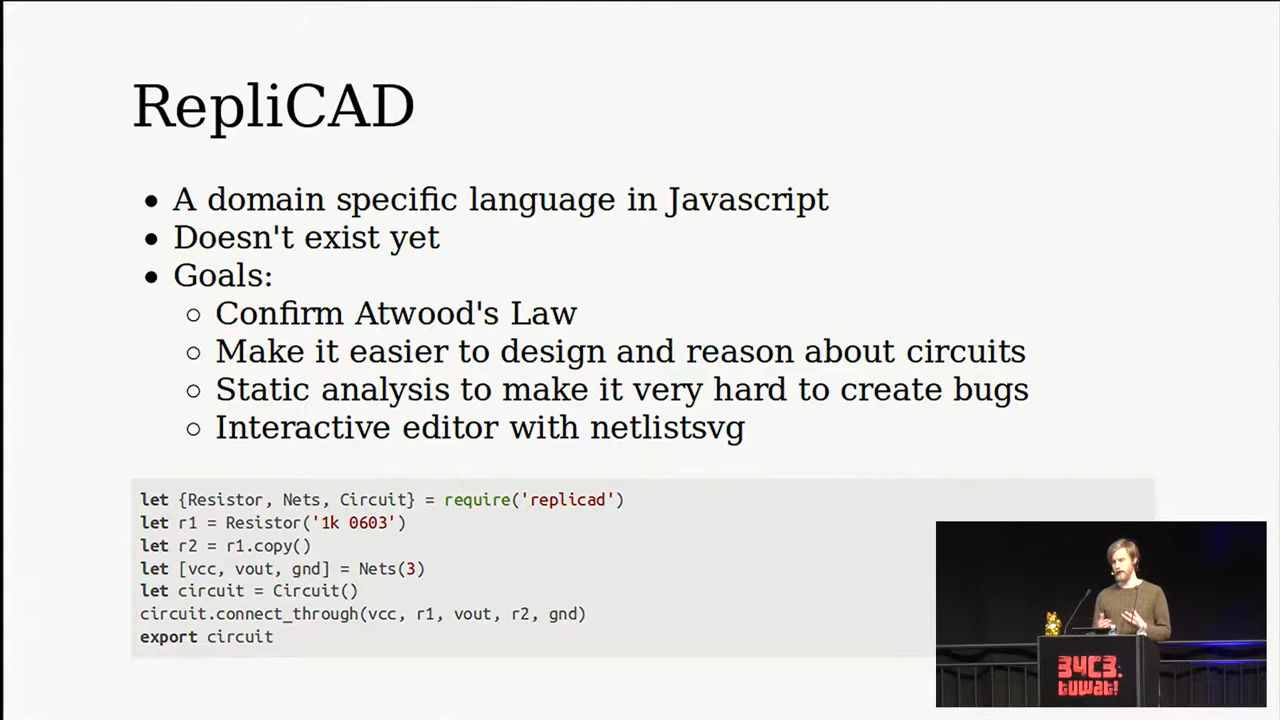 RepliCAD
• A domain specific language in Javascript
• Doesn't exist yet
• Goals:
○ Confirm Atwood's Law
○ Make it easier to design and reason about circuits
○ Static analysis to make it very hard to create bugs
○ Interactive editor with netlistsvg
let {Resistor, Nets, Circuit} = require('replicad')
let r1 = Resistor('1k 0603')
let r2 = r1.copy()
let [vcc, vout, gnd] = Nets(3)
let circuit = Circuit()
circuit.connect_through(vcc, r1, vout, r2, gnd)
export circuit
34C3.
tuwat!